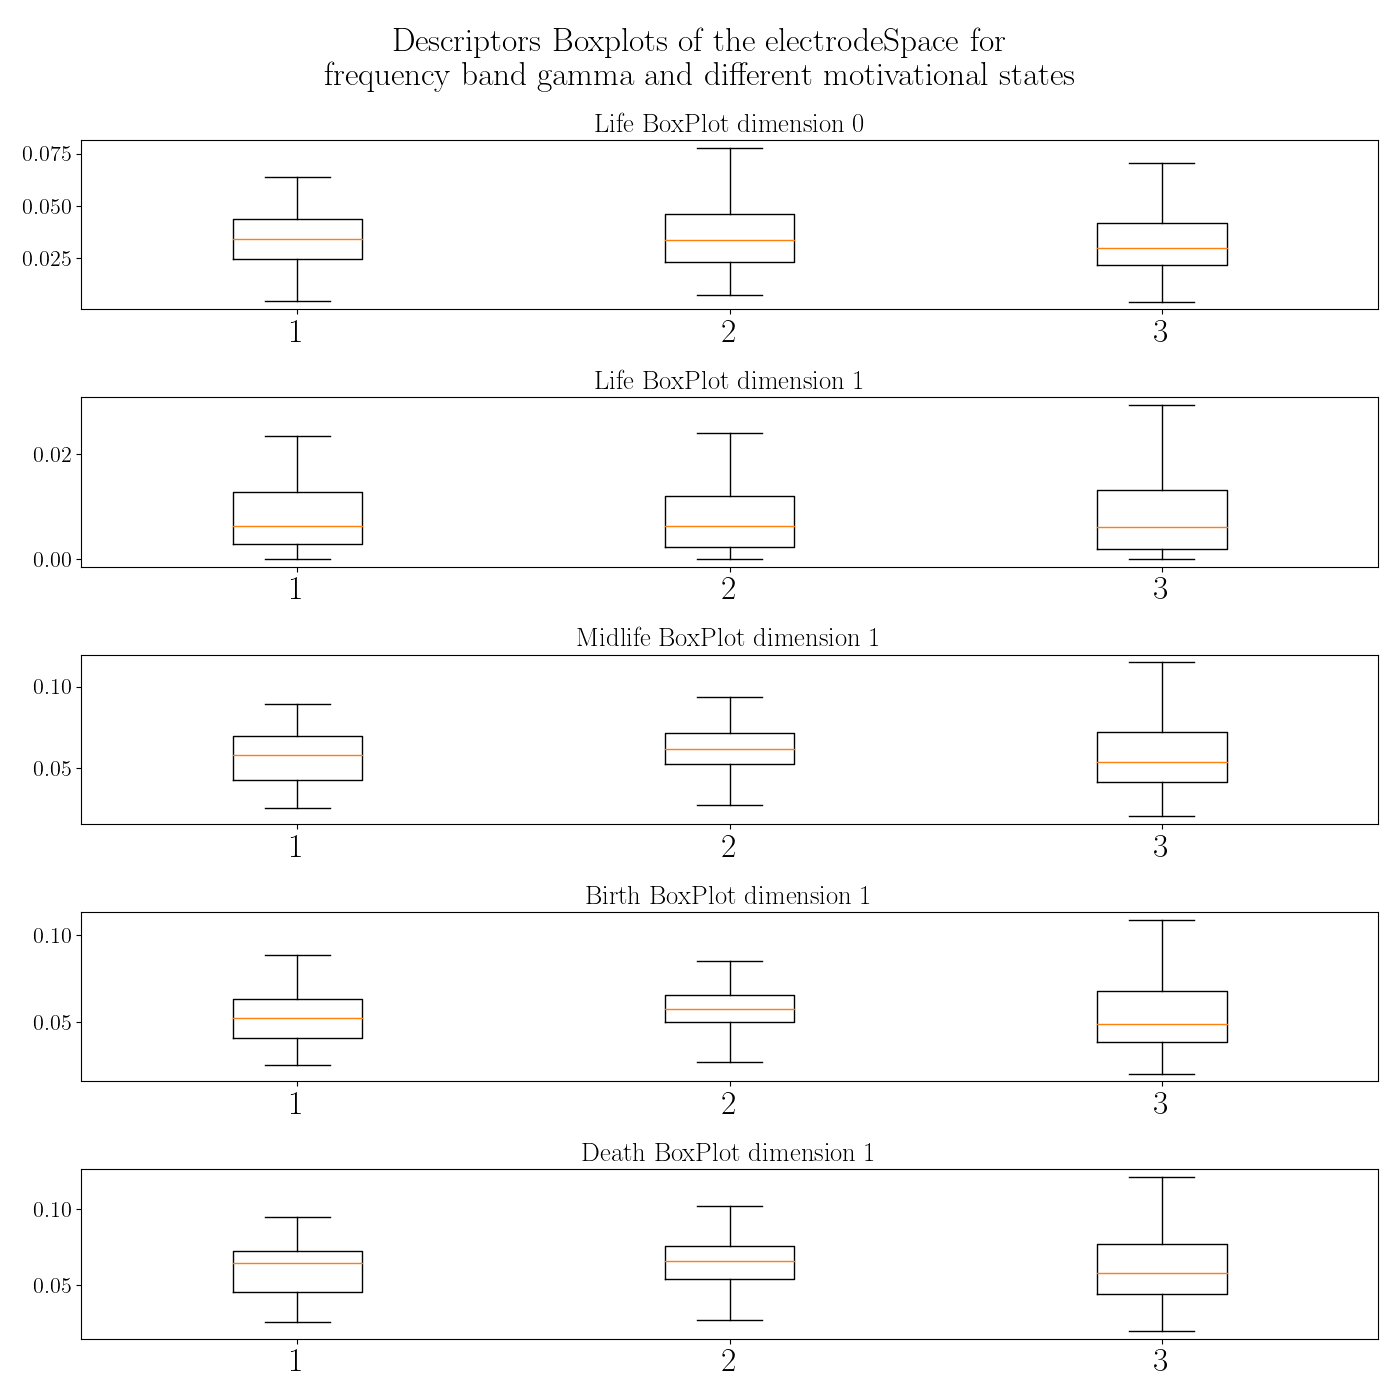 Descriptors Boxplots of the electrodeSpace for
frequency band gamma and different motivational states
Life BoxPlot dimension 0
0.075
0.050
0.025
1 2 3
Life BoxPlot dimension 1
0.02
0.00
1 2 3
Midlife BoxPlot dimension 1
0.10
0.05
1 2 3
Birth BoxPlot dimension 1
0.10
0.05
1 2 3
Death BoxPlot dimension 1
0.10
0.05
1 2 3